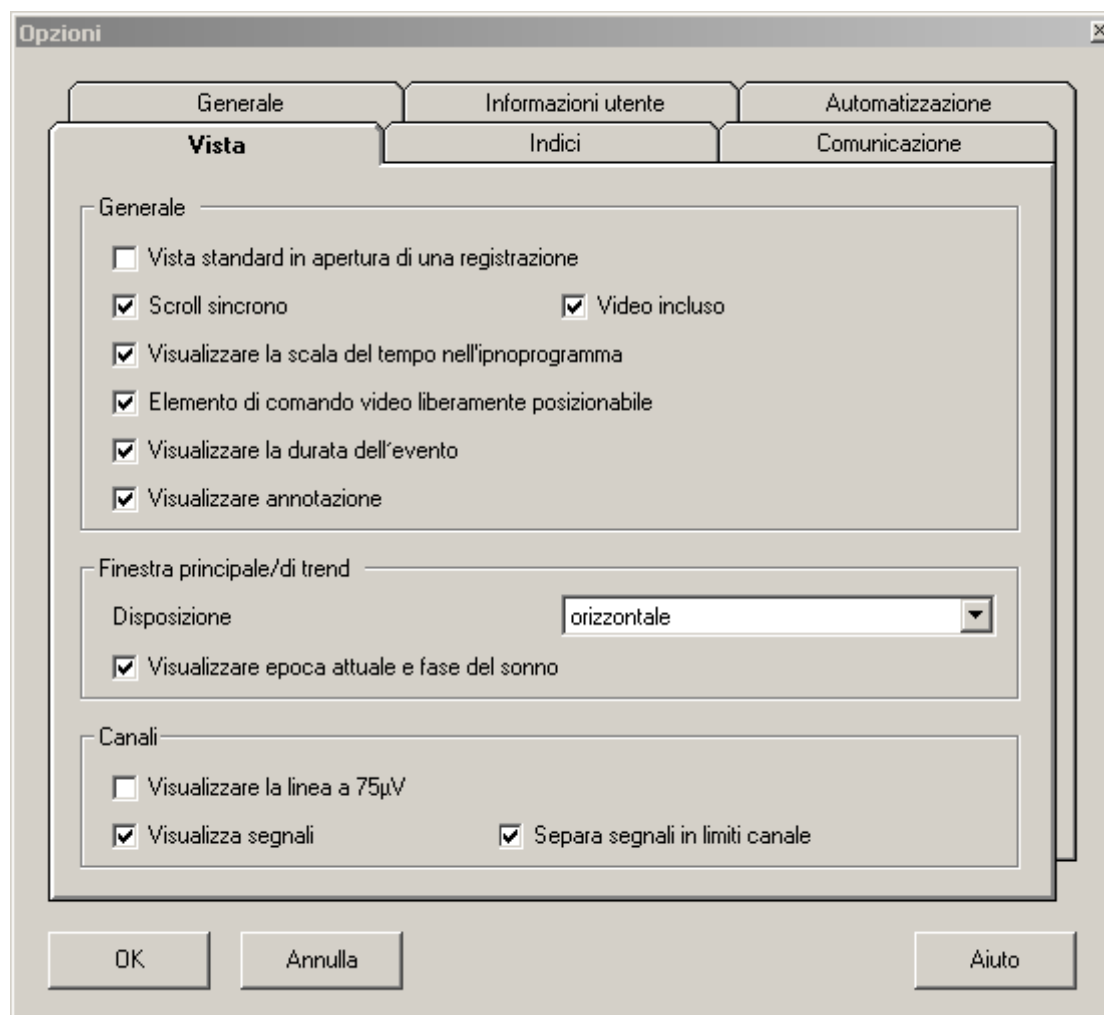 Opzioni
Generale Informazioni utente Automatizzazione
Vista Indici Comunicazione
Generale
Vista standard in apertura di una registrazione
Scroll sincrono Video incluso
Visualizzare la scala del tempo nell'ipnoprogramma
Elemento di comando video liberamente posizionabile
Visualizzare la durata dell´evento
Visualizzare annotazione
Finestra principale/di trend
Disposizione orizzontale
Visualizzare epoca attuale e fase del sonno
Canali
Visualizzare la linea a 75µV
Visualizza segnali Separa segnali in limiti canale
OK Annulla Aiuto